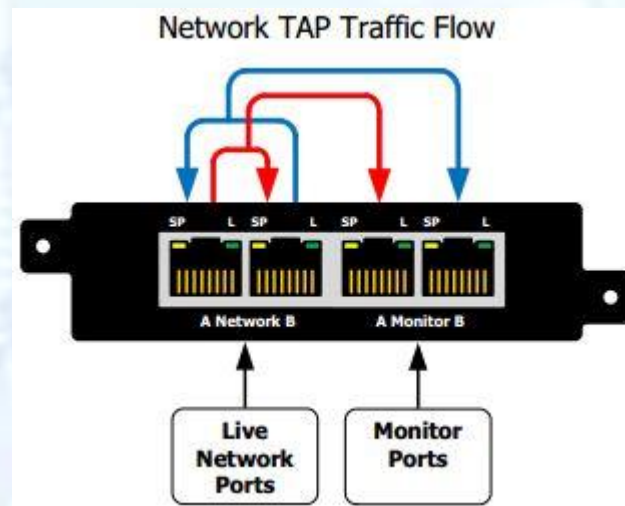 Network TAP Traffic Flow
SP L SP L SP L SP L
A Network B A Monitor B
Live
Network
Ports
Monitor
Ports